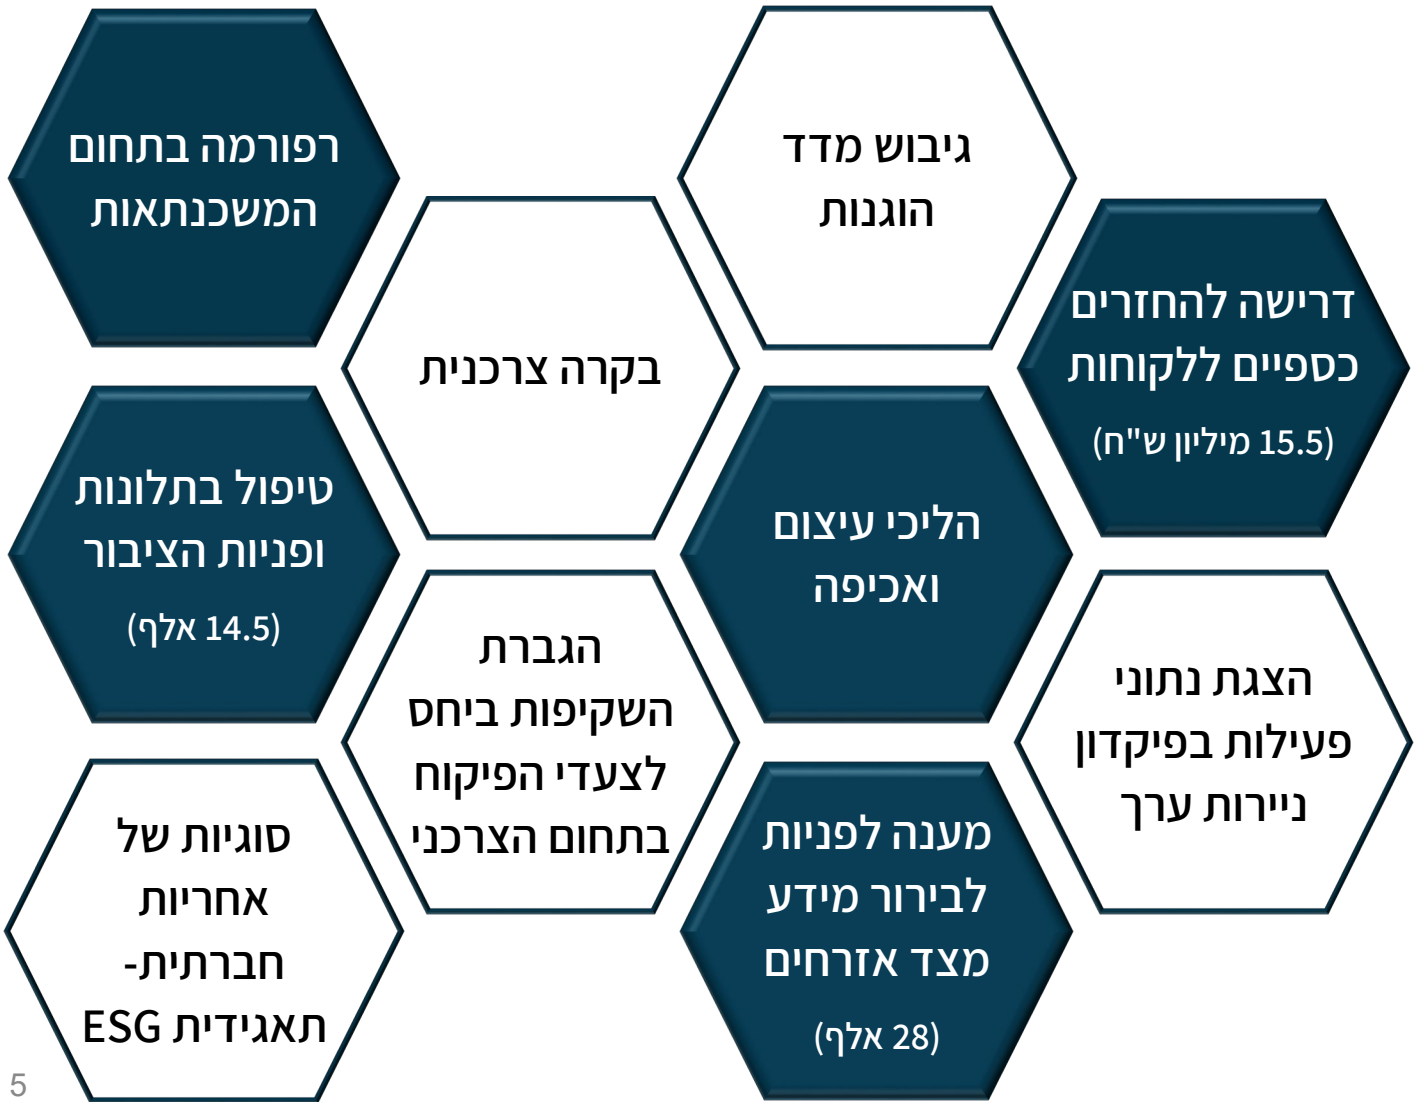 גיבוש מדד
הוגנות
רפורמה בתחום
המשכנתאות
דרישה להחזרים
כספיים ללקוחות
(15.5 מיליון ש"ח)
בקרה צרכנית
הליכי עיצום
ואכיפה
טיפול בתלונות
ופניות הציבור
(14.5 אלף)
הצגת נתוני
פעילות בפיקדון
ניירות ערך
הגברת
השקיפות ביחס
לצעדי הפיקוח
בתחום הצרכני
מענה לפניות
לבירור מידע
מצד אזרחים
(28 אלף)
סוגיות של
אחריות
חברתית-
תאגידית ESG
5